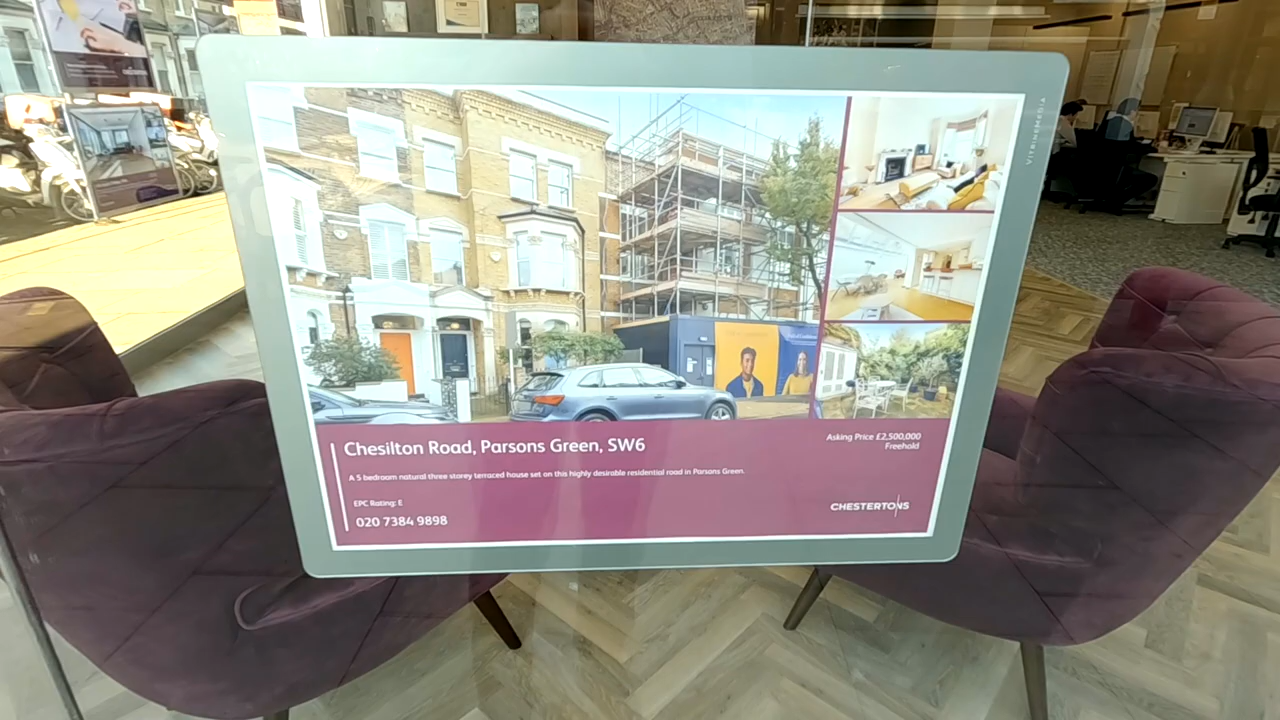 VITRINEMEDIA
Chesilton Road, Parsons Green, SW6
Asking Price £2,500,000
Freehold
A 5 bedroom natural three storey terraced house set on this highly desirable residential road in Parsons Green.
EPC Rating: E
020 7384 9898
CHESTERTONS